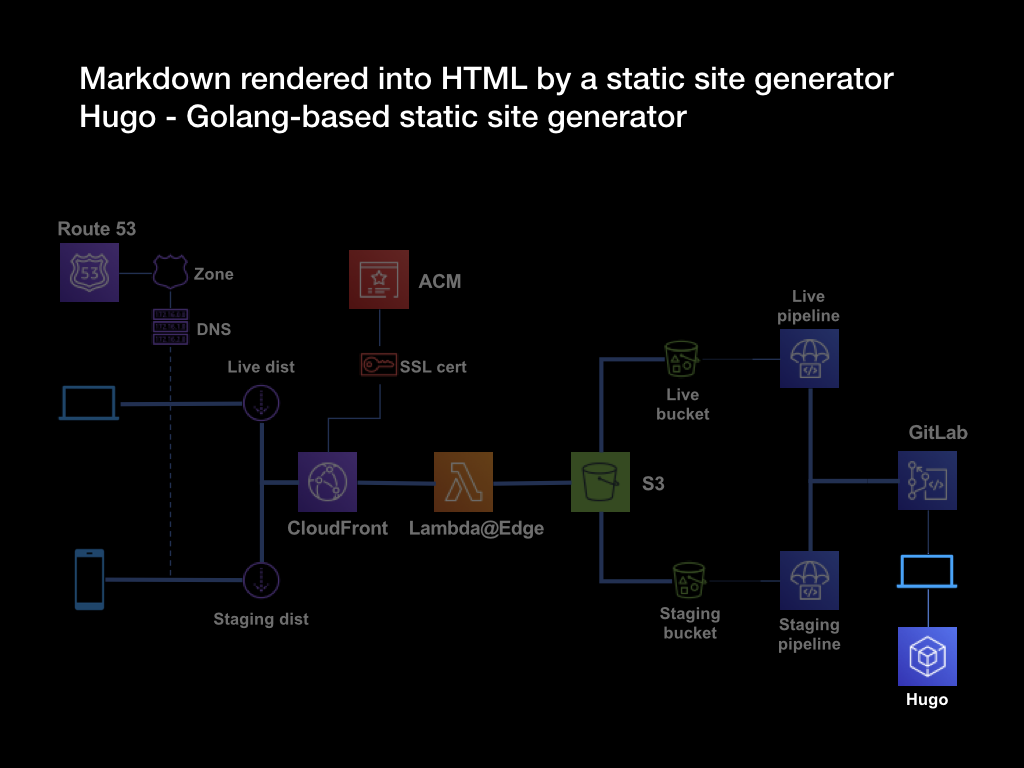 Markdown rendered into HTML by a static site generator
Hugo - Golang-based static site generator
Route 53
53
Zone
DNS
ACM
SSL cert
Live dist
Live
pipeline
Live
bucket
GitLab
S3
CloudFront
Lambda@Edge
Staging dist
Staging
bucket
Staging
pipeline
Hugo